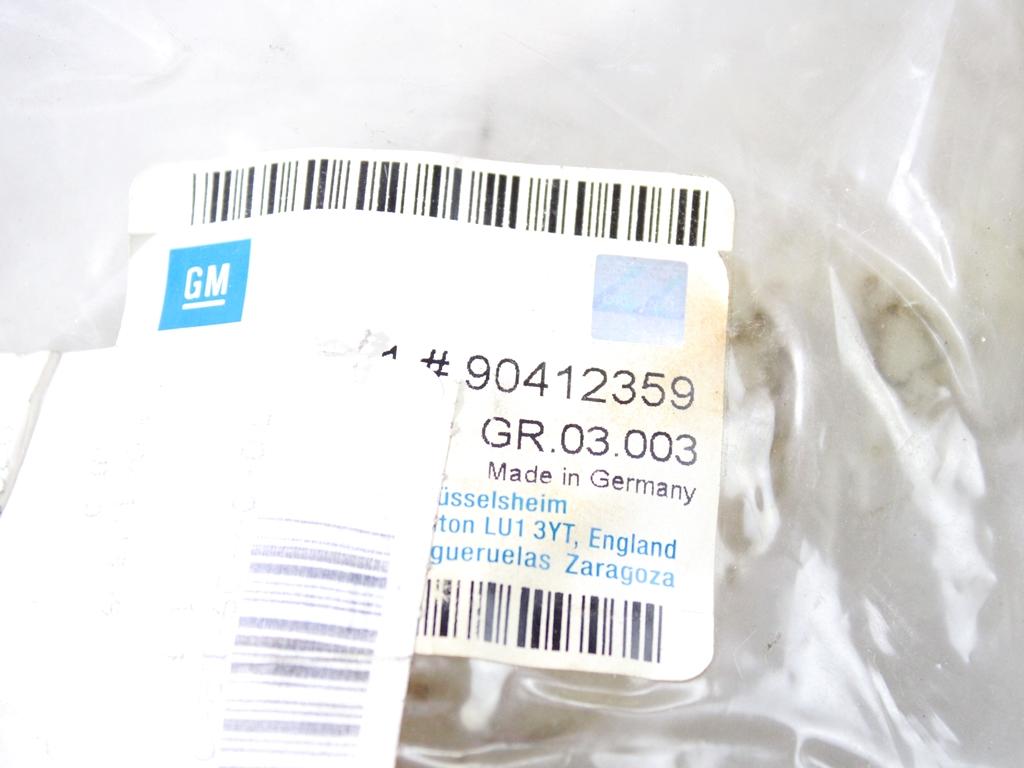 GM
# 90412359
GR.03.003
Made in Germany
üsselsheim
ton LU1 3YT, England
gueruelas Zaragoza